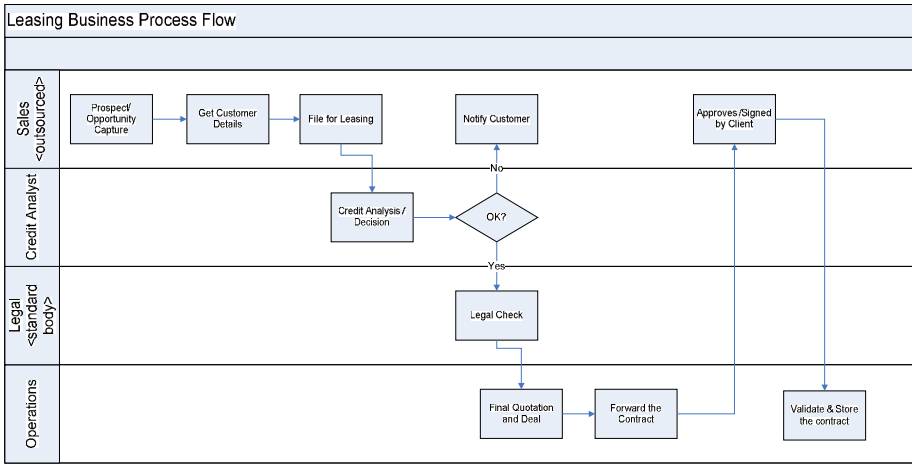 Leasing Business Process Flow
Sales
<outsourced>
Prospect/
Opportunity
Capture
Get Customer
Details
File for Leasing
Notify Customer
Approves /Signed
by Client
No
Credit Analyst
Credit Analysis /
Decision
OK?
Yes
Legal
<standard
body>
Legal Check
Operations
Final Quotation
and Deal
Forward the
Contract
Validate & Store
the contract